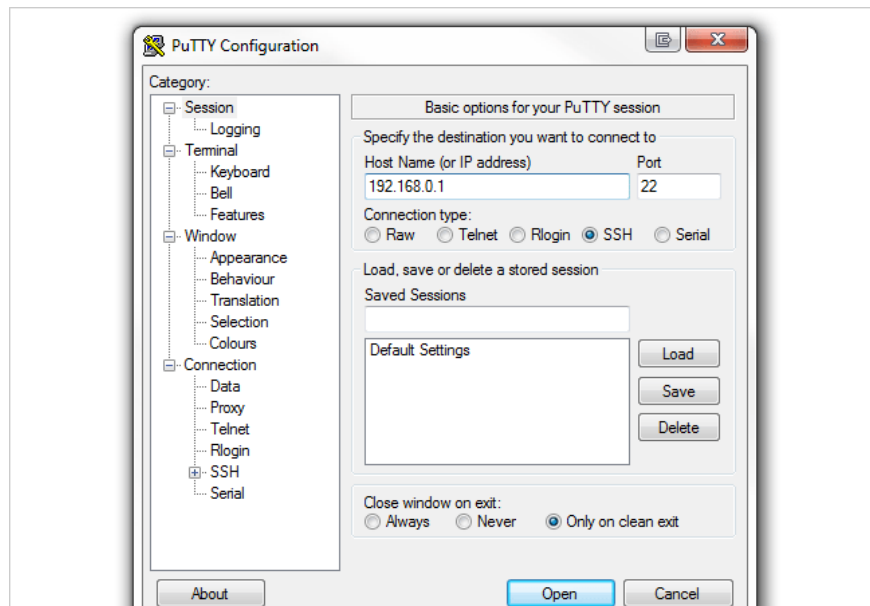 PuTTY Configuration
Category:
Session
Logging
Terminal
Keyboard
Bell
Features
Window
Appearance
Behaviour
Translation
Selection
Colours
Connection
Data
Proxy
Telnet
Rlogin
SSH
Serial
Basic options for your PuTTY session
Specify the destination you want to connect to
Host Name (or IP address) Port
192.168.0.1 22
Connection type:
Raw Telnet Rlogin SSH Serial
Load, save or delete a stored session
Saved Sessions
Default Settings
Load
Save
Delete
Close window on exit:
Always Never Only on clean exit
About Open Cancel